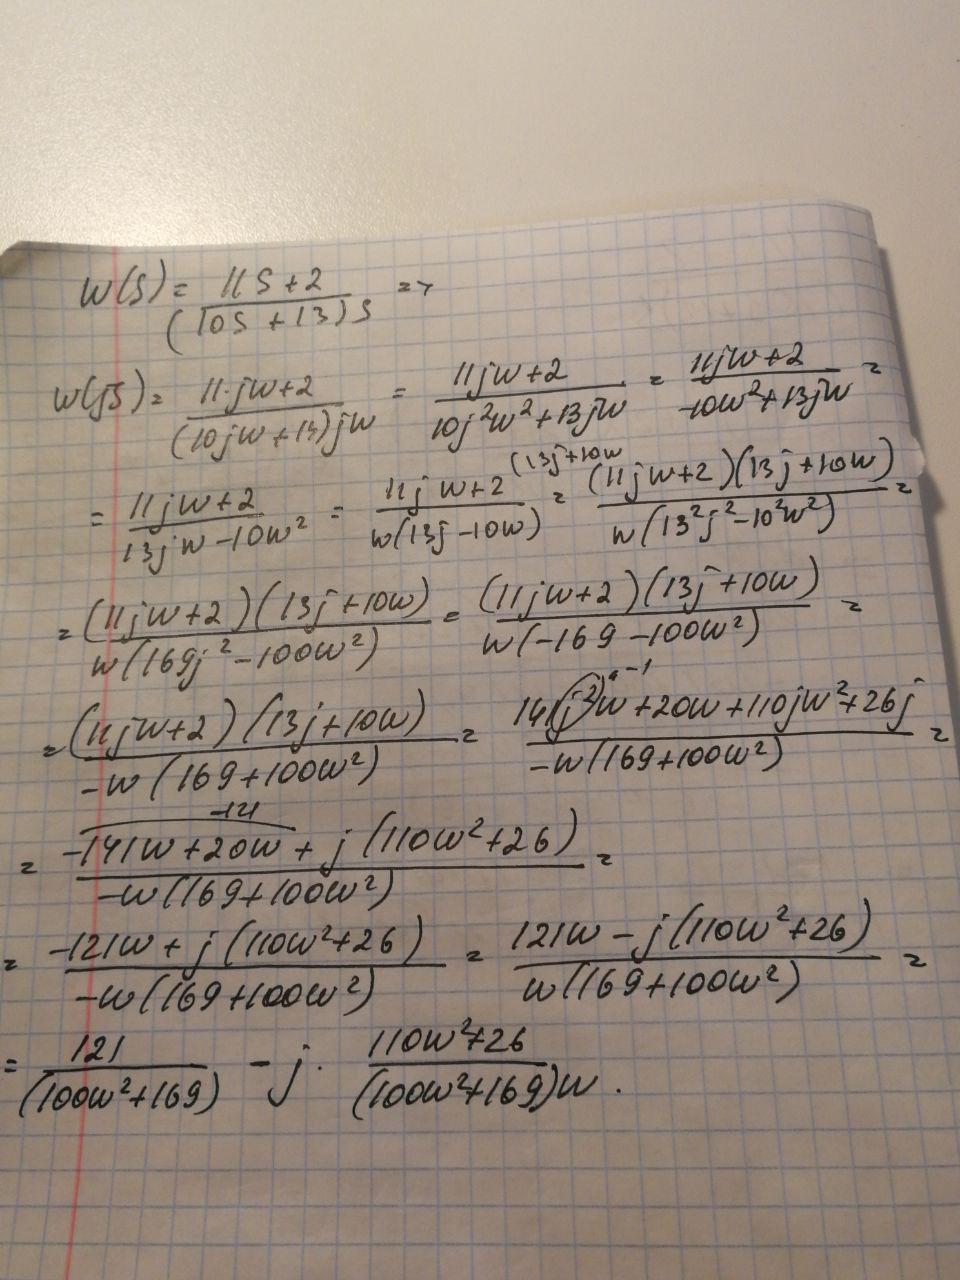 W(S) = \frac{11S+2}{(10S+13)S} =>
W(jS) = \frac{11·jw+2}{(10jw+13)jw} = \frac{11jw+2}{10j^2w^2+13jw} = \frac{11jw+2}{-10w^2+13jw} =
= \frac{11jw+2}{13jw-10w^2} = \frac{11jw+2}{w(13j-10w)} (13j+10w = \frac{(11jw+2)(13j+10w)}{w(13^2j^2-10^2w^2)} =
= \frac{(11jw+2)(13j+10w)}{w(169j^2-100w^2)} = \frac{(11jw+2)(13j+10w)}{w(-169-100w^2)} =
= \frac{(11jw+2)(13j+10w)}{-w(169+100w^2)} = \frac{141(j^2)^{-1}w+20w+110jw^2+26j}{-w(169+100w^2)} =
= \frac{-141w+20w+j(110w^2+26)}{-w(169+100w^2)} =
= \frac{-121w+j(110w^2+26)}{-w(169+100w^2)} = \frac{121w-j(110w^2+26)}{w(169+100w^2)} =
= \frac{121}{(100w^2+169)} - j · \frac{110w^2+26}{(100w^2+169)w} .